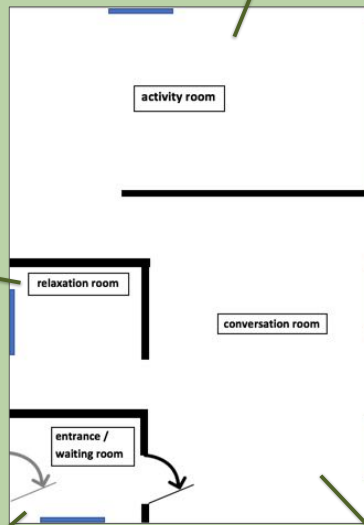 activity room
relaxation room
conversation room
entrance /
waiting room